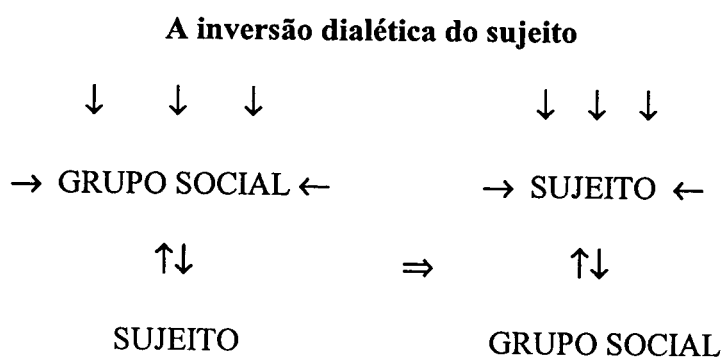 A inversão dialética do sujeito
↓ ↓ ↓ ↓ ↓ ↓
→ GRUPO SOCIAL ← → SUJEITO ←
↑↓ ⇒ ↑↓
SUJEITO GRUPO SOCIAL